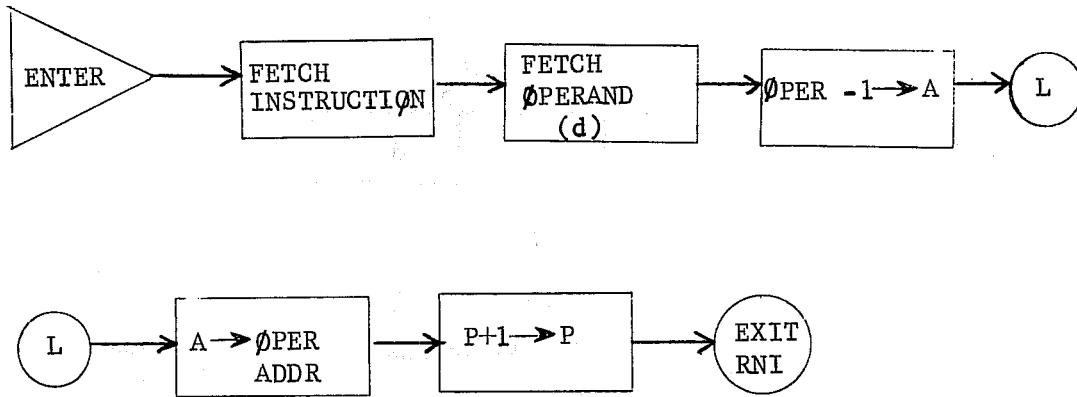 ENTER
FETCH
INSTRUCTIØN
FETCH
ØPERAND
(d)
ØPER -1→A
L
L
A→ØPER
ADDR
P+1→P
EXIT
RNI